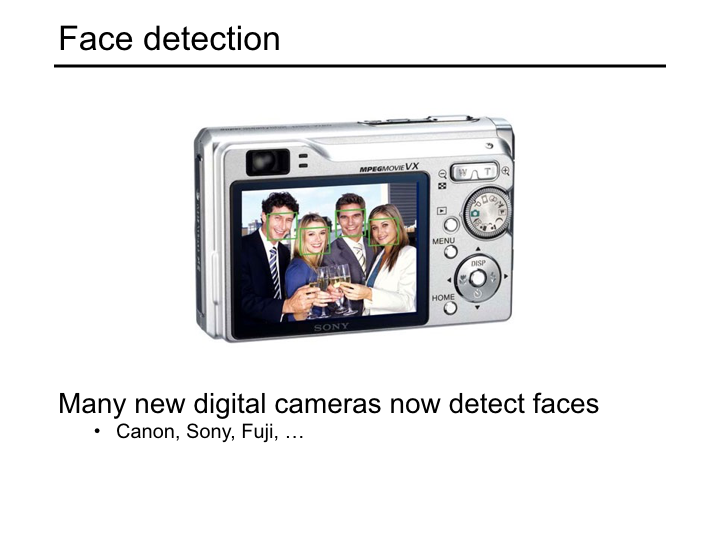 Face detection
MPEGMOVIE VX
W T
MENU
DISP
HOME
SONY
Many new digital cameras now detect faces
• Canon, Sony, Fuji, …